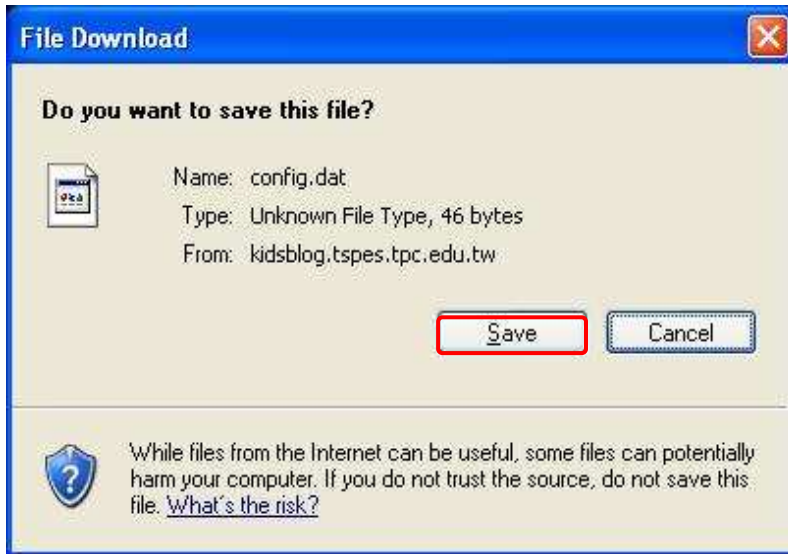 File Download
Do you want to save this file?
Name: config.dat
Type: Unknown File Type, 46 bytes
From: kidsblog.tspes.tpc.edu.tw
Save Cancel
While files from the Internet can be useful, some files can potentially
harm your computer. If you do not trust the source, do not save this
file. What's the risk?